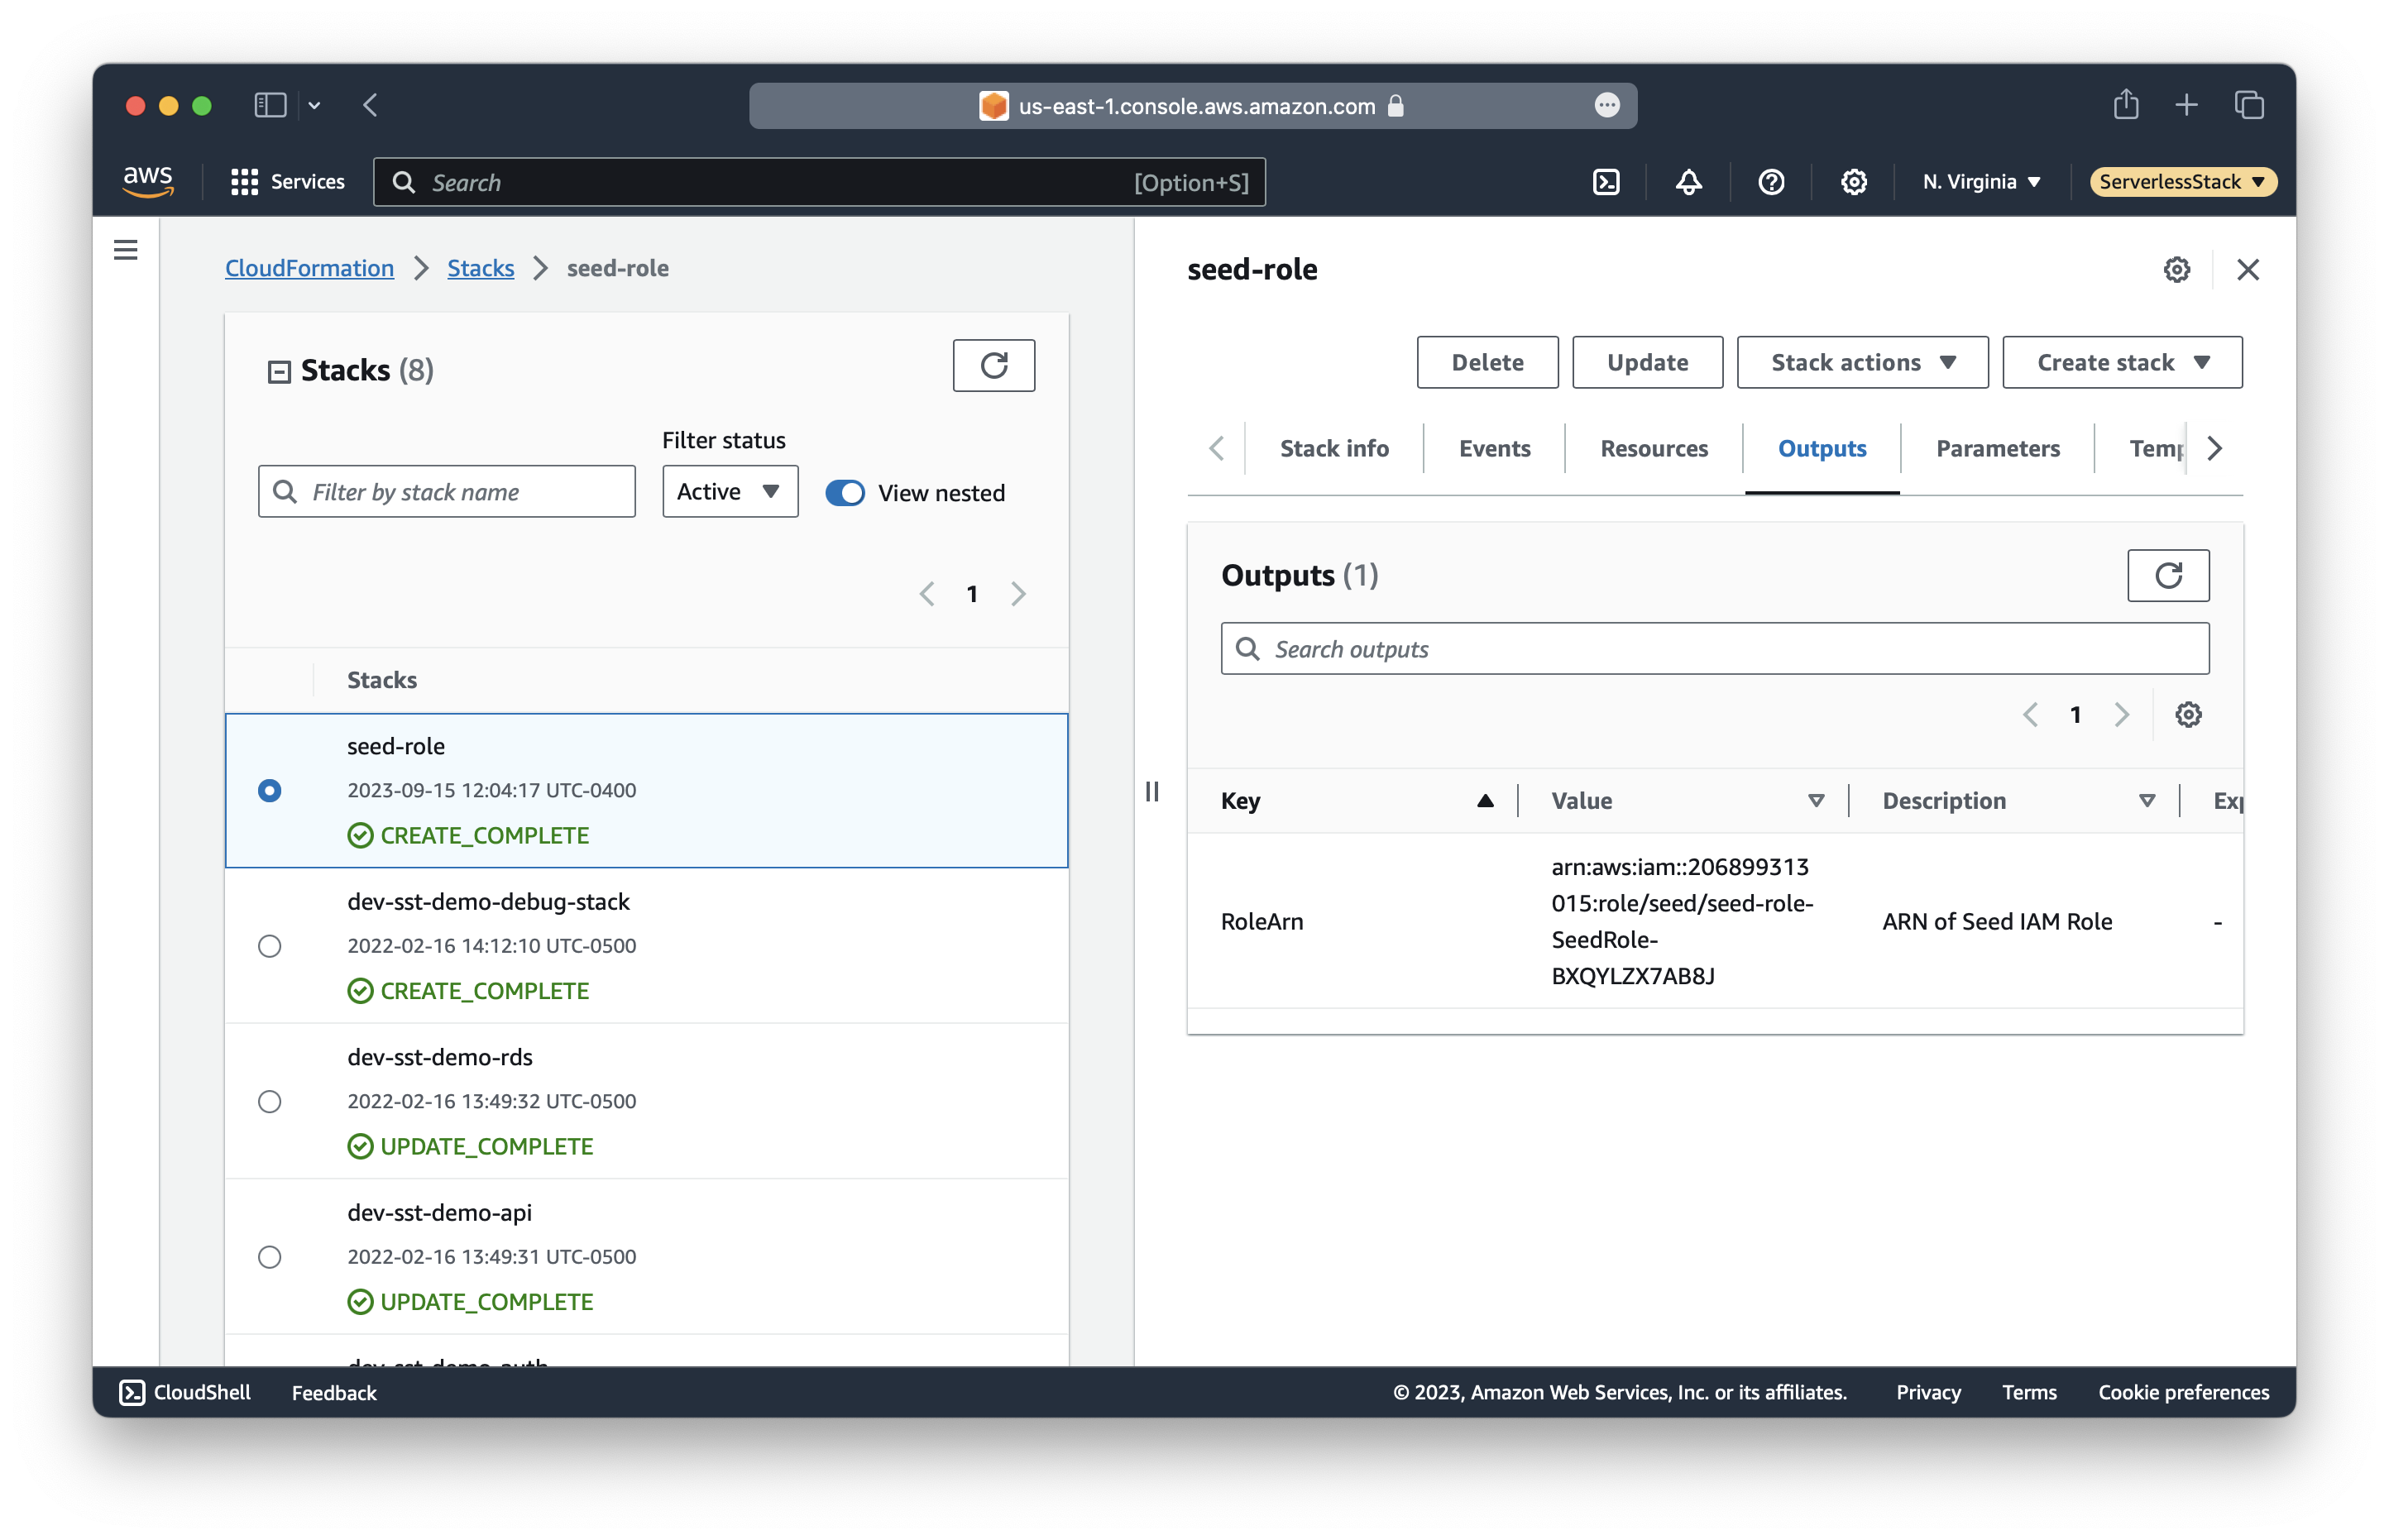 us-east-1.console.aws.amazon.com
aws
Services
Search
[Option+S]
N. Virginia
ServerlessStack
CloudFormation
Stacks
seed-role
Stacks (8)
Filter status
Filter by stack name
Active
View nested
1
Stacks
seed-role
2023-09-15 12:04:17 UTC-0400
CREATE_COMPLETE
dev-sst-demo-debug-stack
2022-02-16 14:12:10 UTC-0500
CREATE_COMPLETE
dev-sst-demo-rds
2022-02-16 13:49:32 UTC-0500
UPDATE_COMPLETE
dev-sst-demo-api
2022-02-16 13:49:31 UTC-0500
UPDATE_COMPLETE
dev-sst-demo-auth
seed-role
Delete
Update
Stack actions
Create stack
Stack info
Events
Resources
Outputs
Parameters
Temp
Outputs (1)
Search outputs
1
Key
Value
Description
Exp
RoleArn
arn:aws:iam::206899313
015:role/seed/seed-role-
SeedRole-
BXQYLZX7AB8J
ARN of Seed IAM Role
-
CloudShell
Feedback
© 2023, Amazon Web Services, Inc. or its affiliates.
Privacy
Terms
Cookie preferences